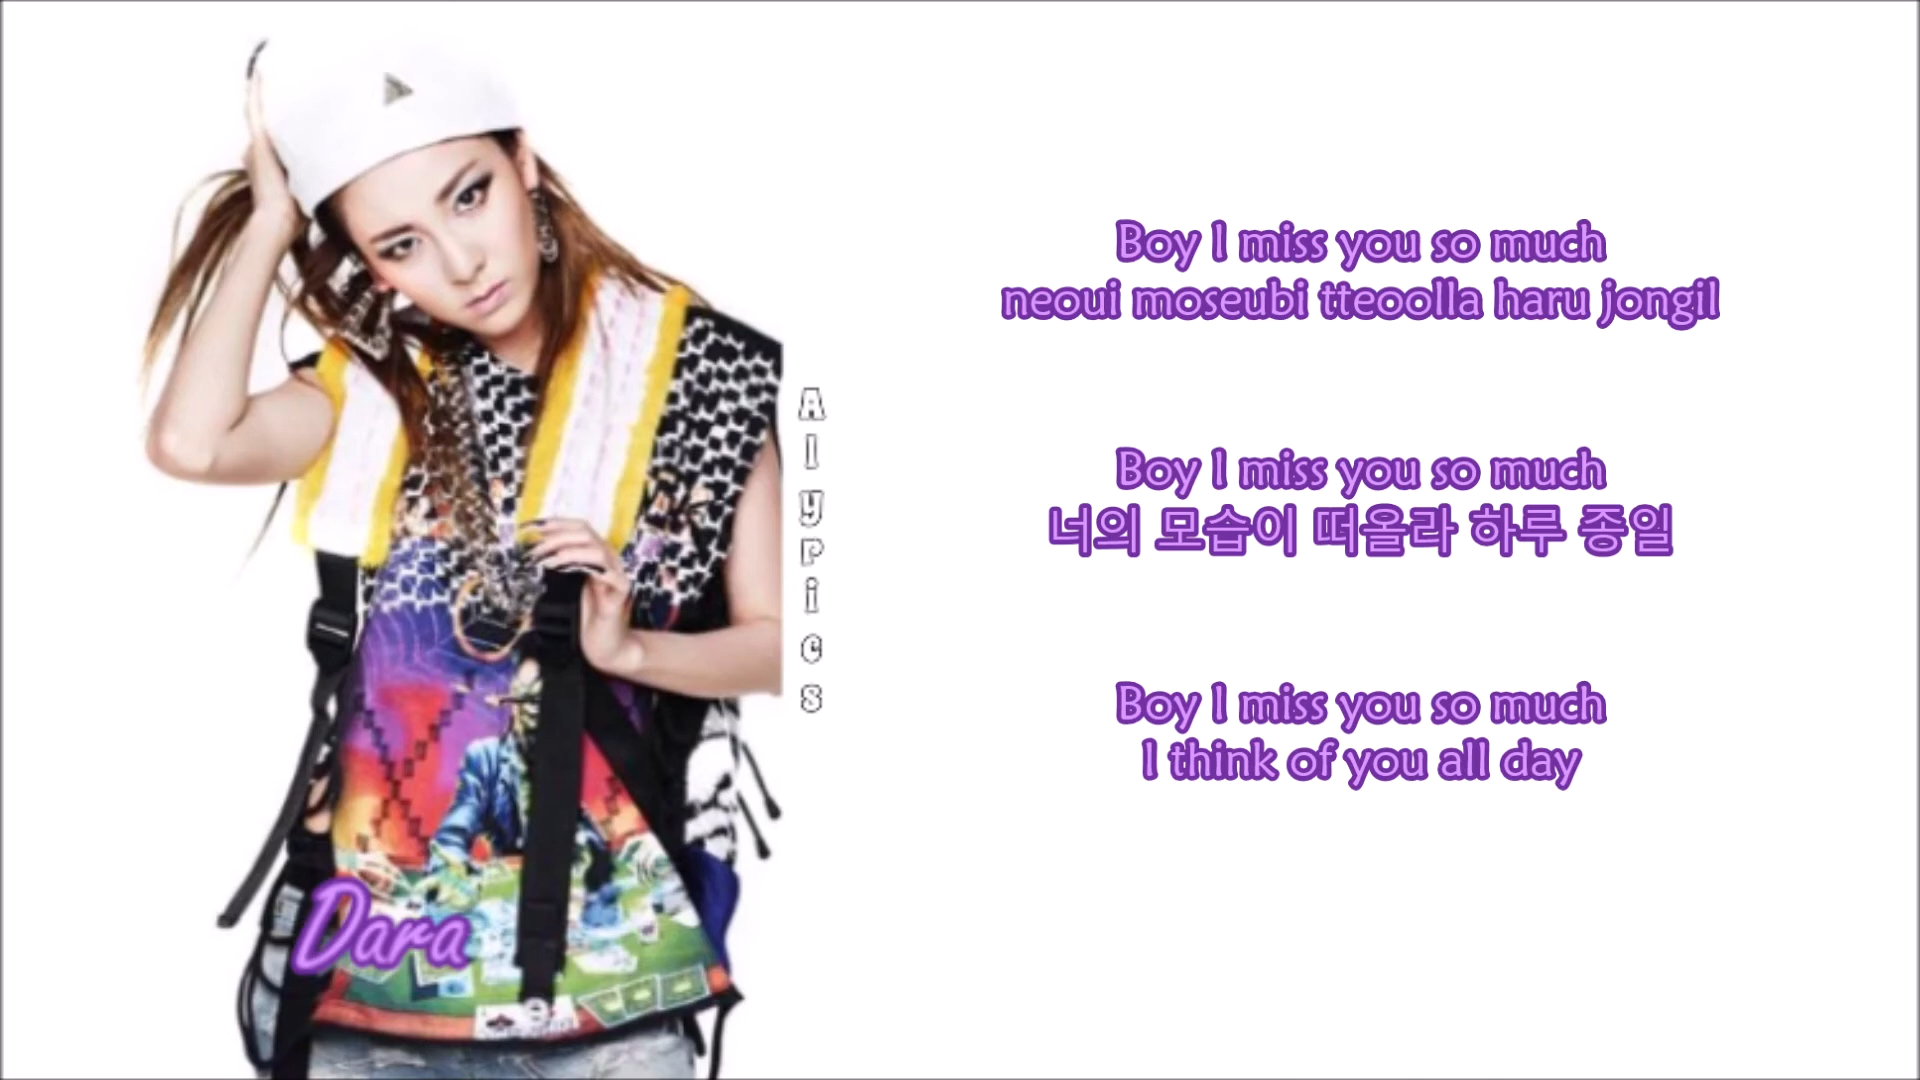 Boy I miss you so much
neoui moseubi tteoolla haru jongil
Boy I miss you so much
너의 모습이 떠올라 하루 종일
Boy I miss you so much
I think of you all day
Alypics
Dara